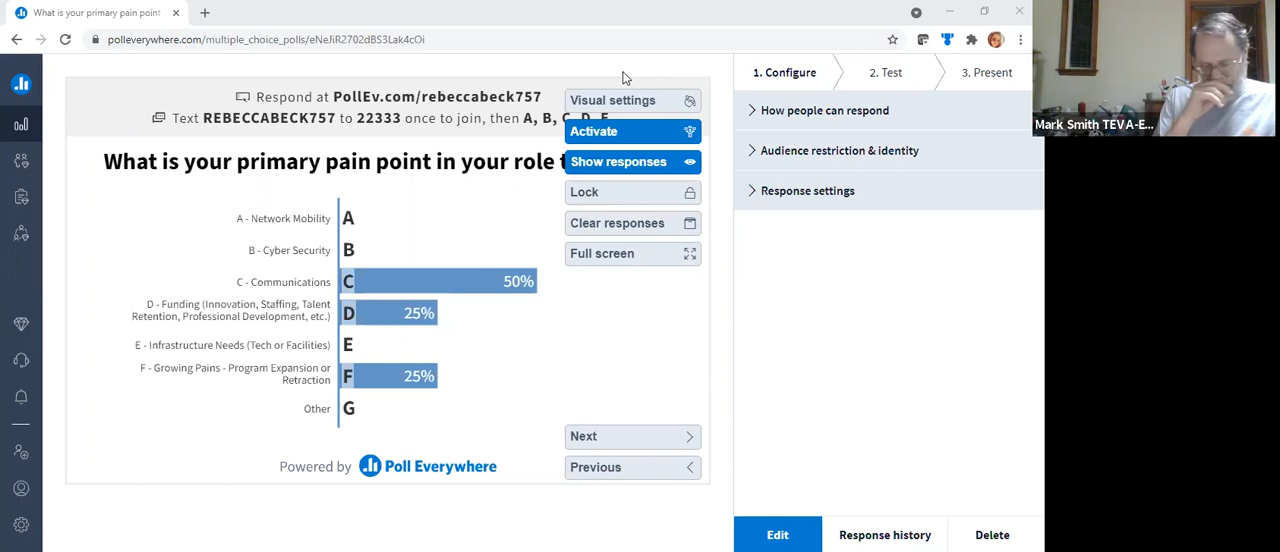 What is your primary pain point
polleverywhere.com/multiple_choice_polls/eNeJiR2702dBS3Lak4cOi
Respond at PollEv.com/rebeccabeck757
Text REBECCABECK757 to 22333 once to join, then A, B, C, D, E
What is your primary pain point in your role t
A - Network Mobility A
B - Cyber Security B
C - Communications C 50%
D - Funding (Innovation, Staffing, Talent
Retention, Professional Development, etc.) D 25%
E - Infrastructure Needs (Tech or Facilities) E
F - Growing Pains - Program Expansion or
Retraction F 25%
Other G
Powered by Poll Everywhere
Visual settings
Activate
Show responses
Lock
Clear responses
Full screen
Next
Previous
1. Configure
2. Test
3. Present
How people can respond
Audience restriction & identity
Response settings
Edit
Response history
Delete
Mark Smith TEVA-E...